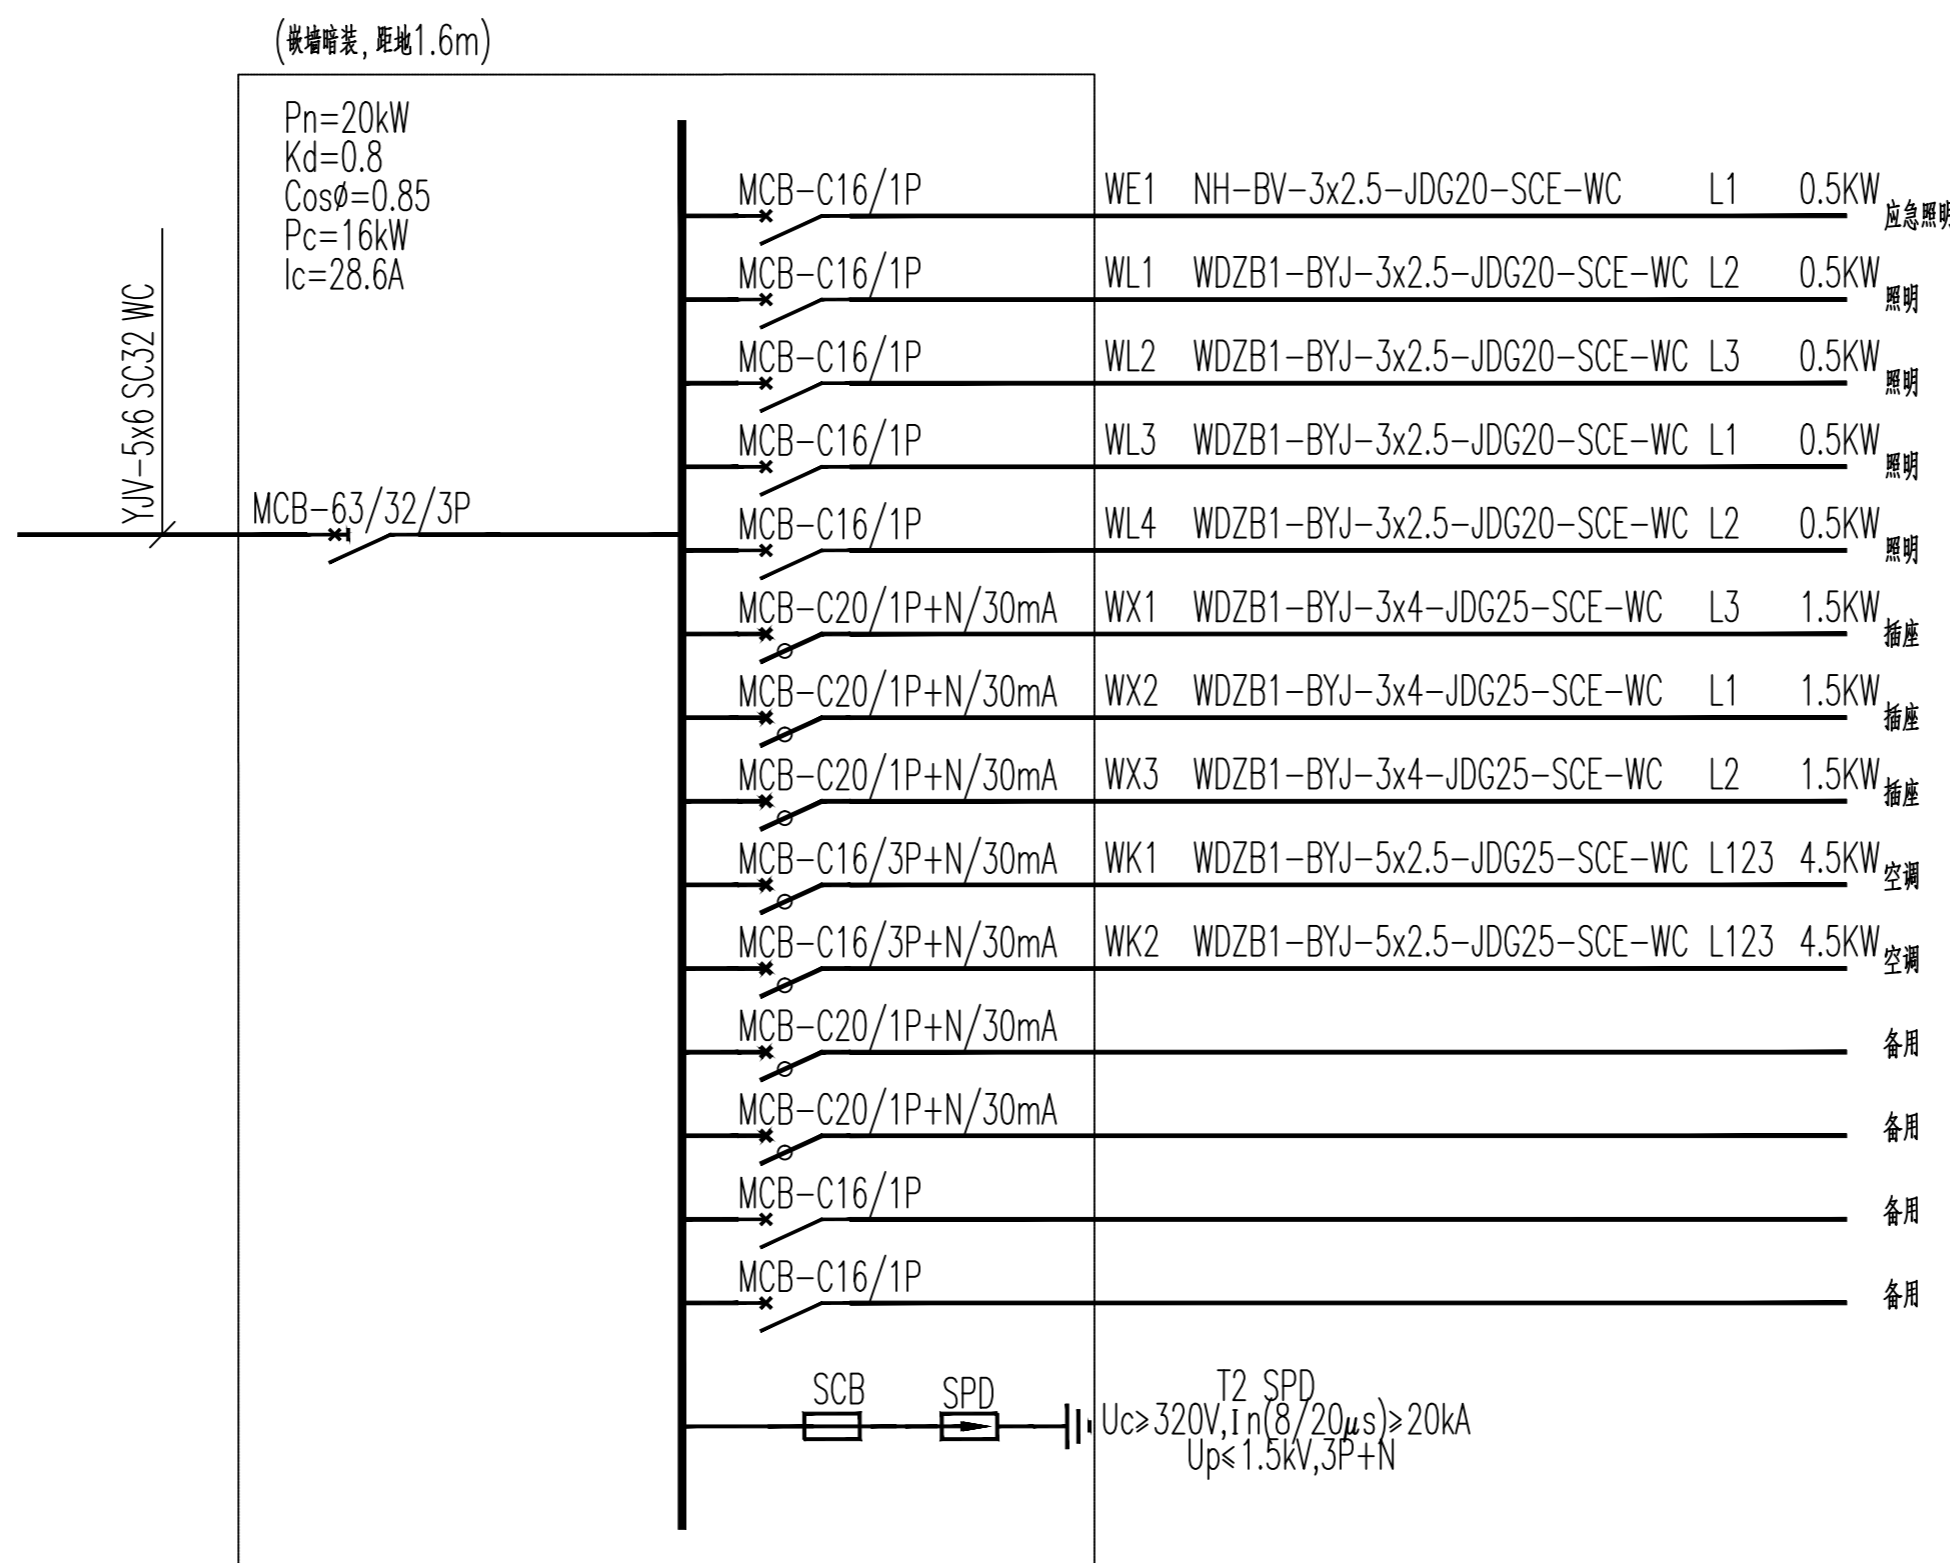 (嵌墙暗装,距地1.6m)
Pn=20kW
Kd=0.8
Cosø=0.85
Pc=16kW
Ic=28.6A
YJV-5x6 SC32 WC
MCB-63/32/3P
MCB-C16/1P WE1 NH-BV-3x2.5-JDG20-SCE-WC L1 0.5KW 应急照明
MCB-C16/1P WL1 WDZB1-BYJ-3x2.5-JDG20-SCE-WC L2 0.5KW 照明
MCB-C16/1P WL2 WDZB1-BYJ-3x2.5-JDG20-SCE-WC L3 0.5KW 照明
MCB-C16/1P WL3 WDZB1-BYJ-3x2.5-JDG20-SCE-WC L1 0.5KW 照明
MCB-C16/1P WL4 WDZB1-BYJ-3x2.5-JDG20-SCE-WC L2 0.5KW 照明
MCB-C20/1P+N/30mA WX1 WDZB1-BYJ-3x4-JDG25-SCE-WC L3 1.5KW 插座
MCB-C20/1P+N/30mA WX2 WDZB1-BYJ-3x4-JDG25-SCE-WC L1 1.5KW 插座
MCB-C20/1P+N/30mA WX3 WDZB1-BYJ-3x4-JDG25-SCE-WC L2 1.5KW 插座
MCB-C16/3P+N/30mA WK1 WDZB1-BYJ-5x2.5-JDG25-SCE-WC L123 4.5KW 空调
MCB-C16/3P+N/30mA WK2 WDZB1-BYJ-5x2.5-JDG25-SCE-WC L123 4.5KW 空调
MCB-C20/1P+N/30mA 备用
MCB-C20/1P+N/30mA 备用
MCB-C16/1P 备用
MCB-C16/1P 备用
SCB SPD
T2 SPD
Uc≥320V,In(8/20μs)≥20kA
Up≤1.5kV,3P+N